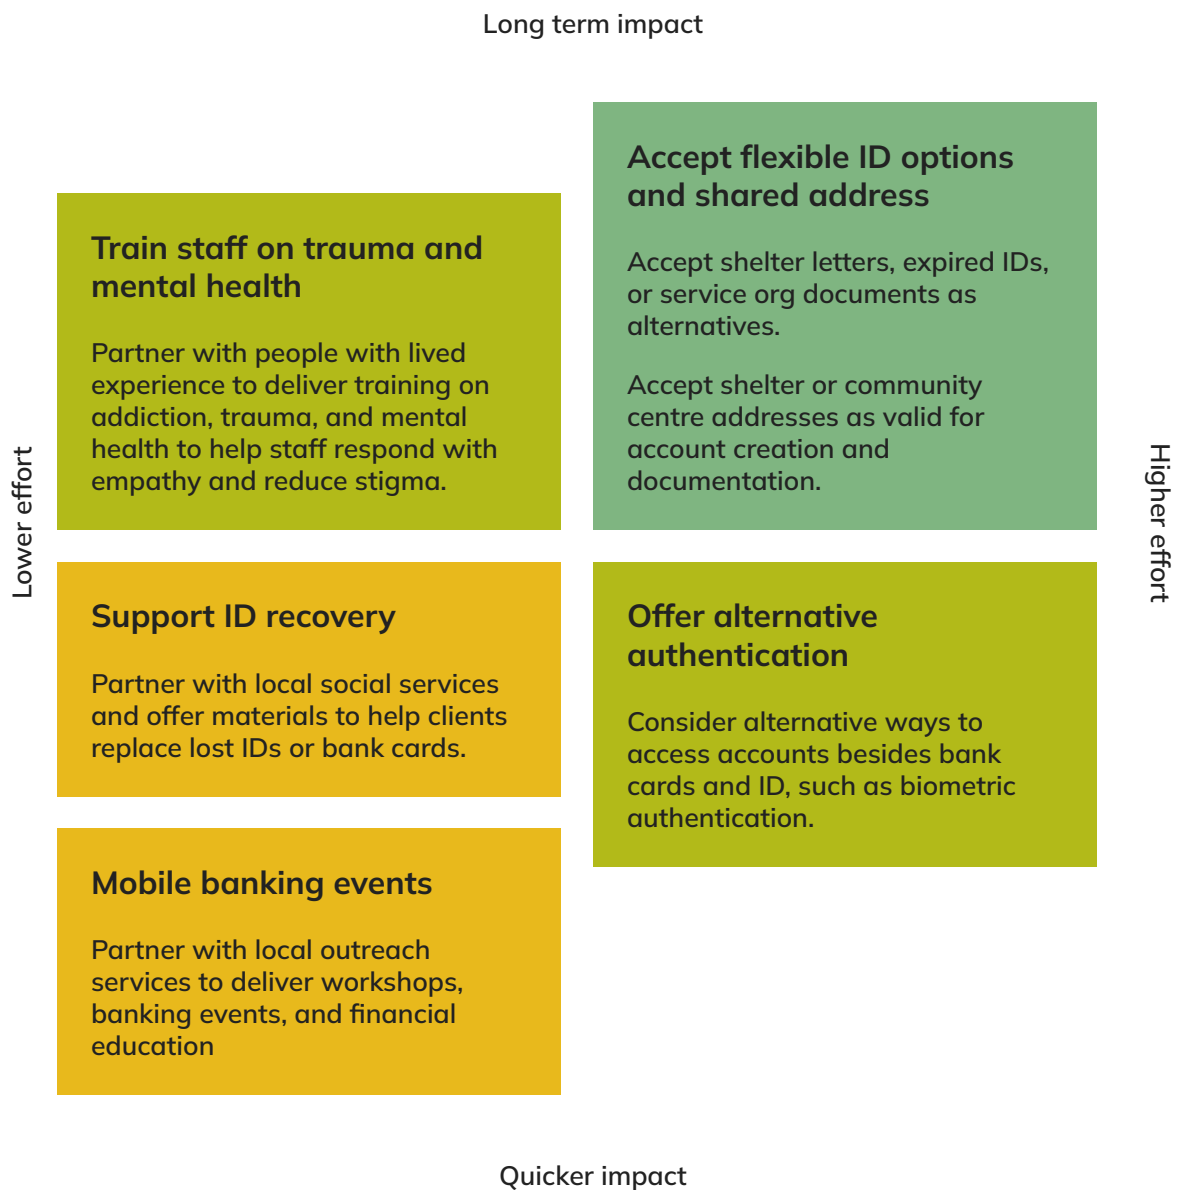 Long term impact
Accept flexible ID options
and shared address
Accept shelter letters, expired IDs,
or service org documents as
alternatives.
Accept shelter or community
centre addresses as valid for
account creation and
documentation.
Train staff on trauma and
mental health
Partner with people with lived
experience to deliver training on
addiction, trauma, and mental
health to help staff respond with
empathy and reduce stigma.
Lower effort
Higher effort
Support ID recovery
Partner with local social services
and offer materials to help clients
replace lost IDs or bank cards.
Offer alternative
authentication
Consider alternative ways to
access accounts besides bank
cards and ID, such as biometric
authentication.
Mobile banking events
Partner with local outreach
services to deliver workshops,
banking events, and financial
education
Quicker impact